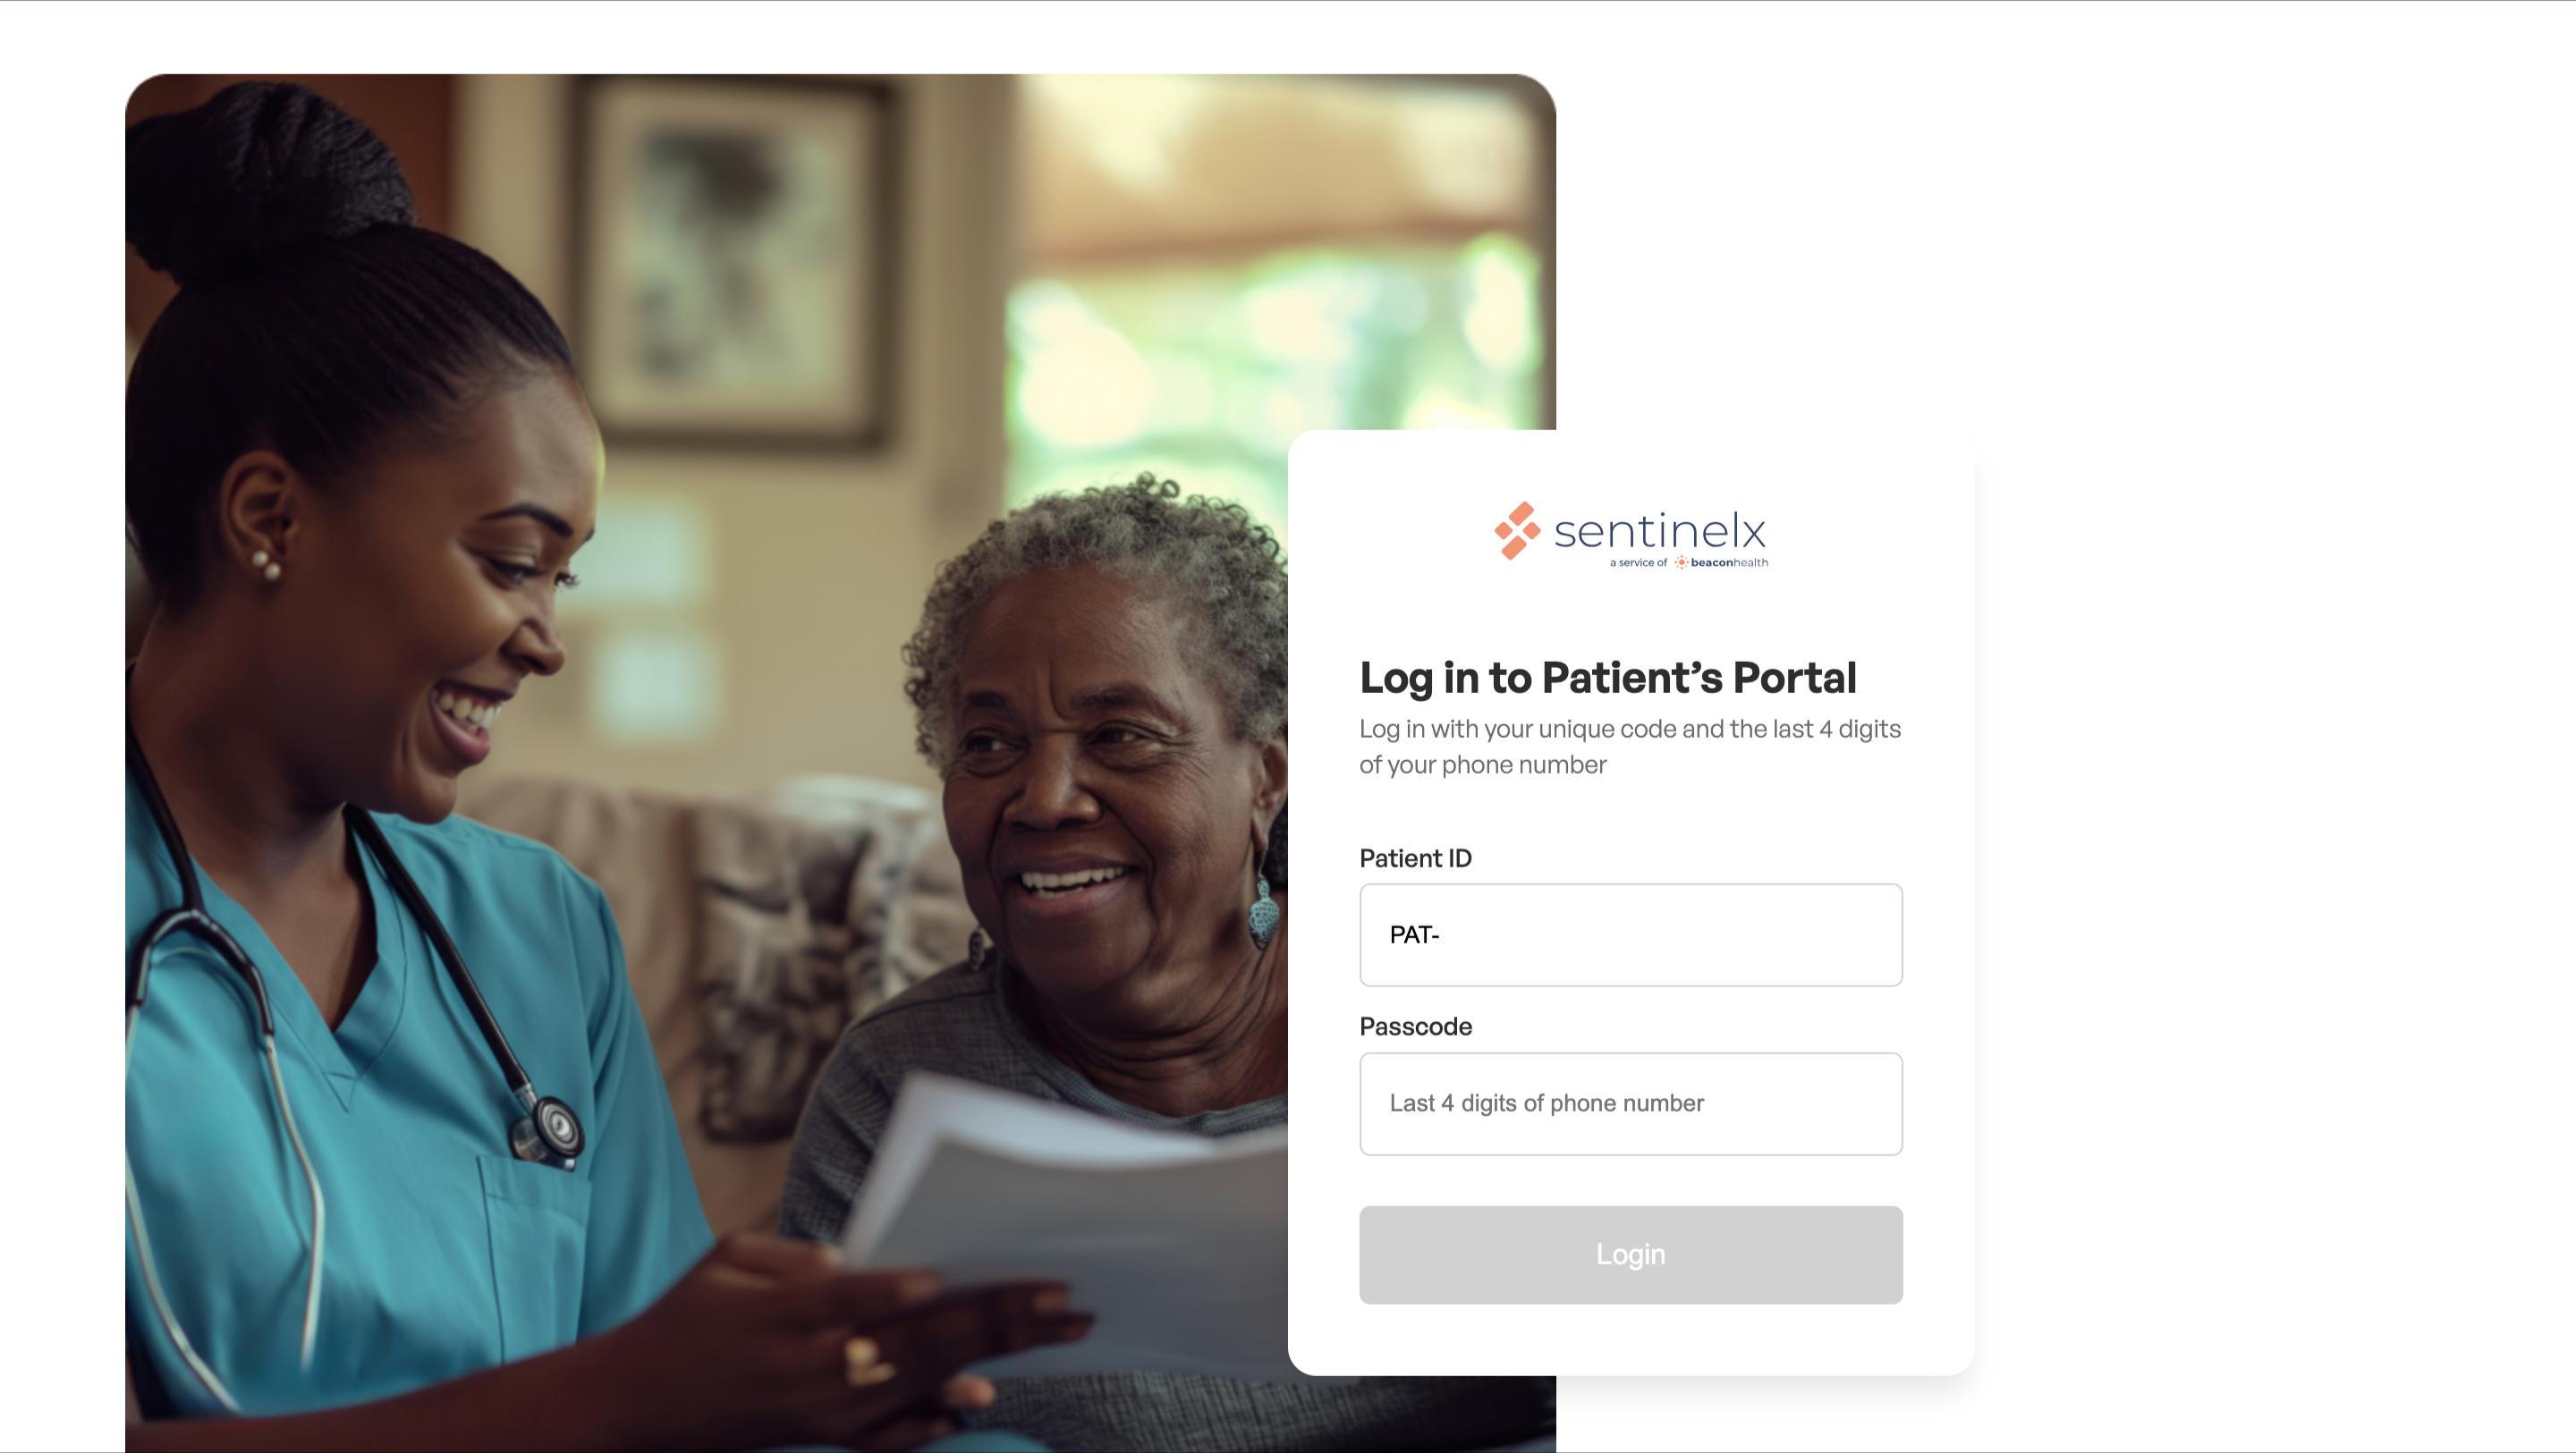 sentinelx
a service of beaconhealth
Log in to Patient’s Portal
Log in with your unique code and the last 4 digits
of your phone number
Patient ID
PAT-
Passcode
Last 4 digits of phone number
Login